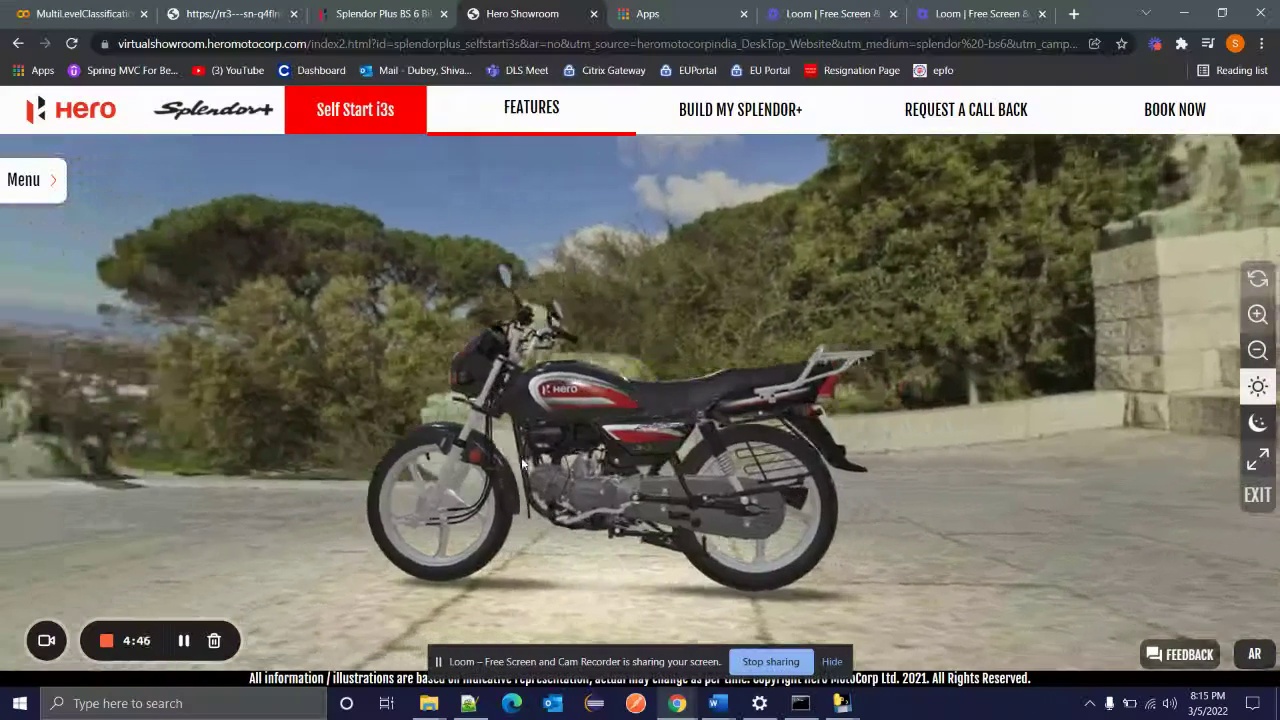 MultiLevelClassificati
https://rr3---sn-q4flr
Splendor Plus BS 6 Bi
Hero Showroom
Apps
Loom | Free Screen &
Loom | Free Screen &
virtualshowroom.heromotocorp.com/index2.html?id=splendorplus_selfstarti3s&ar=no&utm_source=heromotocorpindia_DeskTop_Website&utm_medium=splendor%20-bs6&utm_camp...
Apps
Spring MVC For Be...
(3) YouTube
Dashboard
Mail - Dubey, Shiva...
DLS Meet
Citrix Gateway
EUPortal
EU Portal
Resignation Page
epfo
Reading list
Hero
Splendor+
Self Start i3s
FEATURES
BUILD MY SPLENDOR+
REQUEST A CALL BACK
BOOK NOW
Menu
Hero
EXIT
4:46
Loom – Free Screen and Cam Recorder is sharing your screen.
Stop sharing
Hide
FEEDBACK
AR
All information / illustrations are based on indicative representation, actual may change as per time. Copyright Hero MotoCorp Ltd. 2021. All Rights Reserved.
Type here to search
8:15 PM
3/5/2022